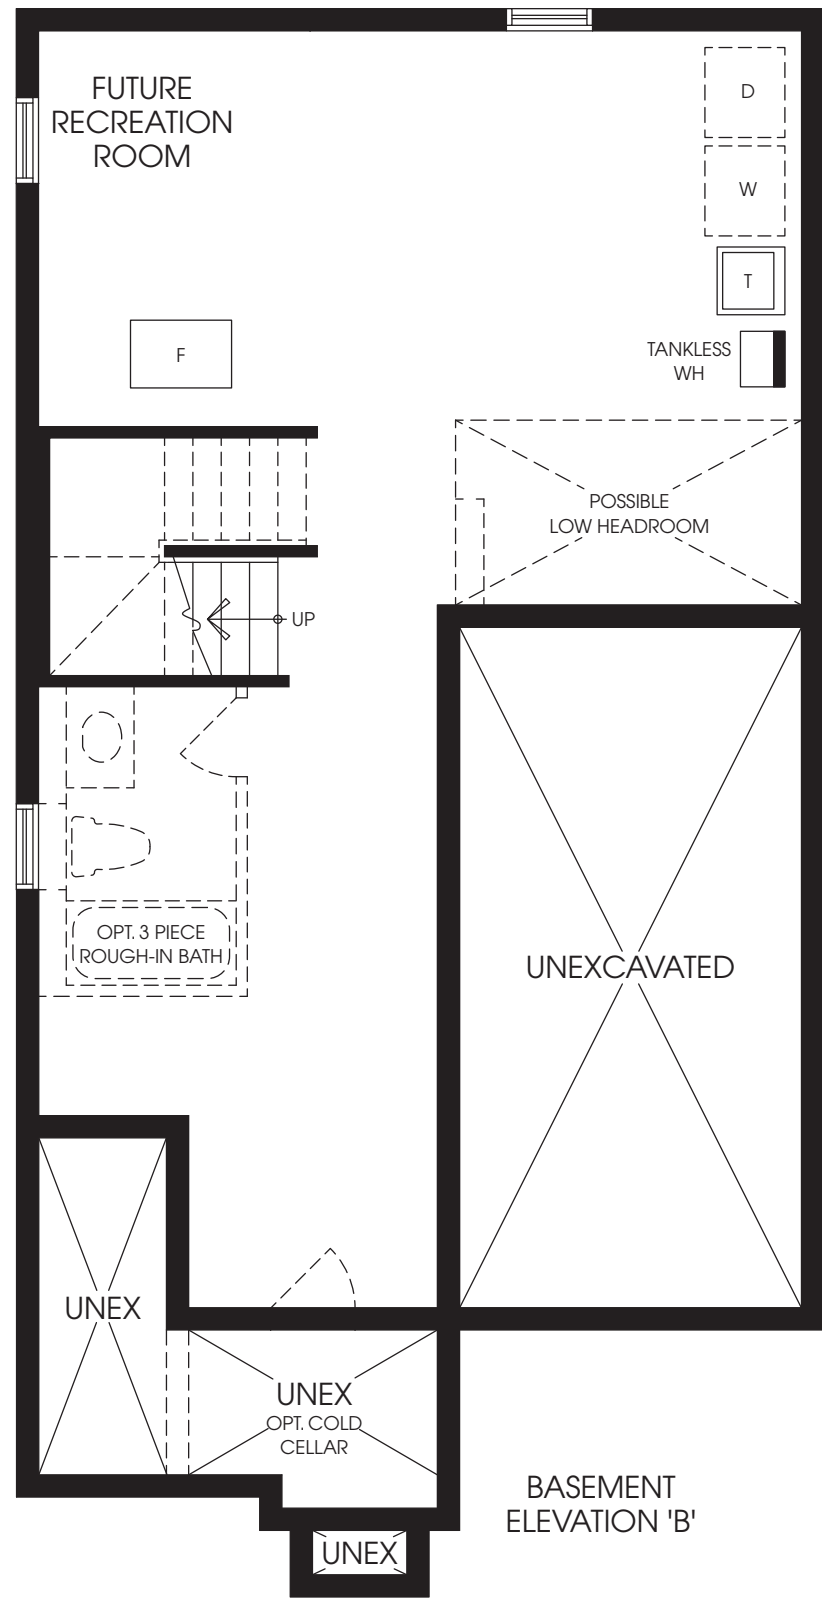 FUTURE
RECREATION
ROOM
D
W
T
TANKLESS
WH
F
POSSIBLE
LOW HEADROOM
UP
OPT. 3 PIECE
ROUGH-IN BATH
UNEXCAVATED
UNEX
UNEX
OPT. COLD
CELLAR
BASEMENT
ELEVATION 'B'
UNEX